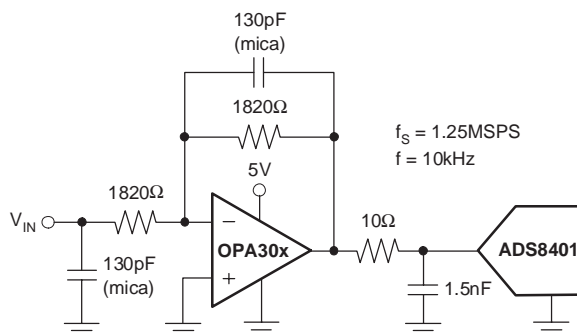 130pF
(mica)
1820Ω
5V
f_S = 1.25MSPS
f = 10kHz
1820Ω
V_IN
−
+
OPA30x
10Ω
ADS8401
130pF
(mica)
1.5nF